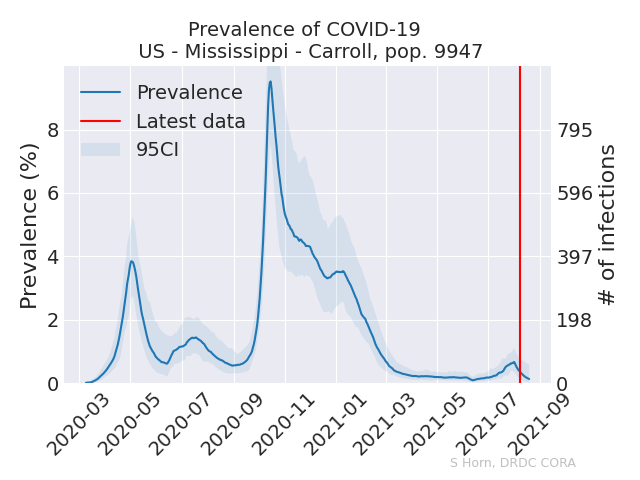 Prevalence of COVID-19
US - Mississippi - Carroll, pop. 9947
Prevalence
Latest data
95CI
Prevalence (%)
8
6
4
2
0
795
596
397
198
0
# of infections
2020-03
2020-05
2020-07
2020-09
2020-11
2021-01
2021-03
2021-05
2021-07
2021-09
S Horn, DRDC CORA